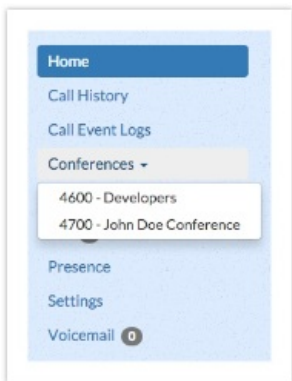 Home
Call History
Call Event Logs
Conferences
4600 - Developers
4700 - John Doe Conference
Presence
Settings
Voicemail 0